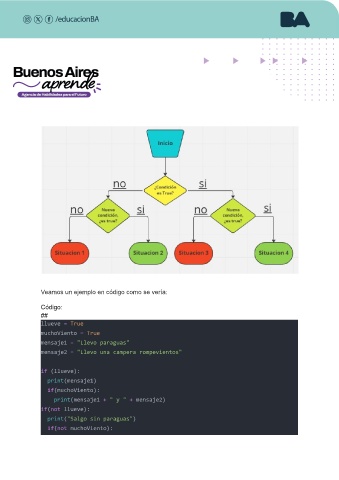 /educacionBA
BA
Buenos Aires
aprende
Agencia de Habilidades para el Futuro
Inicio
no
¿Condición
es True?
si
no
Nueva
condición,
¿es true?
si
no
Nueva
condición,
¿es true?
si
Situacion 1
Situacion 2
Situacion 3
Situacion 4
Veamos un ejemplo en código como se vería:
Código:
##
llueve = True
muchoViento = True
mensaje1 = "Llevo paraguas"
mensaje2 = "Llevo una campera rompevientos"
if (llueve):
print(mensaje1)
if(muchoViento):
print(mensaje1 + " y " + mensaje2)
if(not llueve):
print("Salgo sin paraguas")
if(not muchoViento):